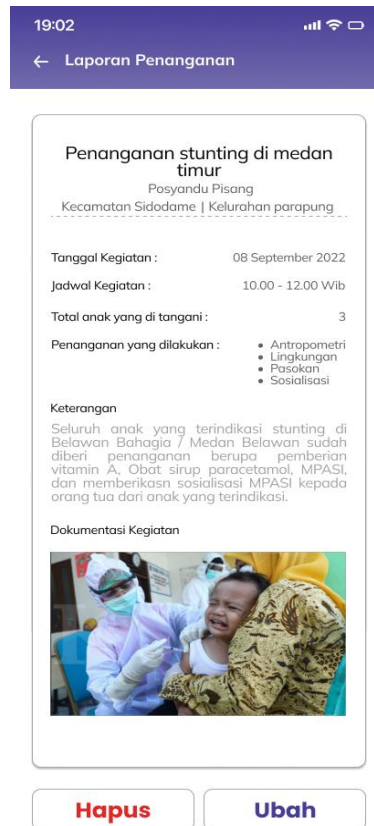 19:02
← Laporan Penanganan
Penanganan stunting di medan
timur
Posyandu Pisang
Kecamatan Sidodame | Kelurahan parapung
Tanggal Kegiatan : 08 September 2022
Jadwal Kegiatan : 10.00 - 12.00 Wib
Total anak yang di tangani : 3
Penanganan yang dilakukan : • Antropometri
• Lingkungan
• Pasokan
• Sosialisasi
Keterangan
Seluruh anak yang terindikasi stunting di
Belawan Bahagia / Medan Belawan sudah
diberi penanganan berupa pemberian
vitamin A, Obat sirup paracetamol, MPASI,
dan memberikasn sosialisasi MPASI kepada
orang tua dari anak yang terindikasi.
Dokumentasi Kegiatan
Hapus Ubah